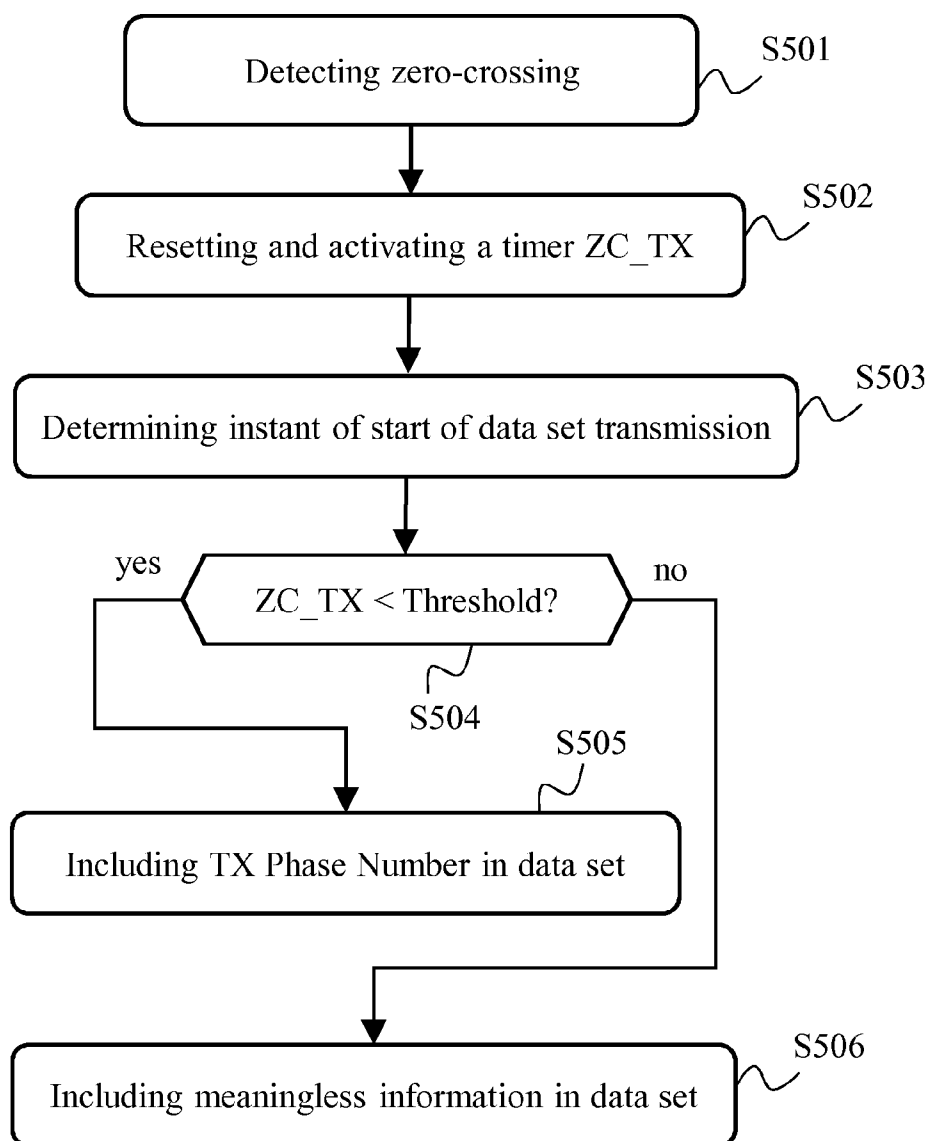 Detecting zero-crossing
S501
S502
Resetting and activating a timer ZC_TX
S503
Determining instant of start of data set transmission
yes
no
ZC_TX < Threshold?
S504
S505
Including TX Phase Number in data set
S506
Including meaningless information in data set